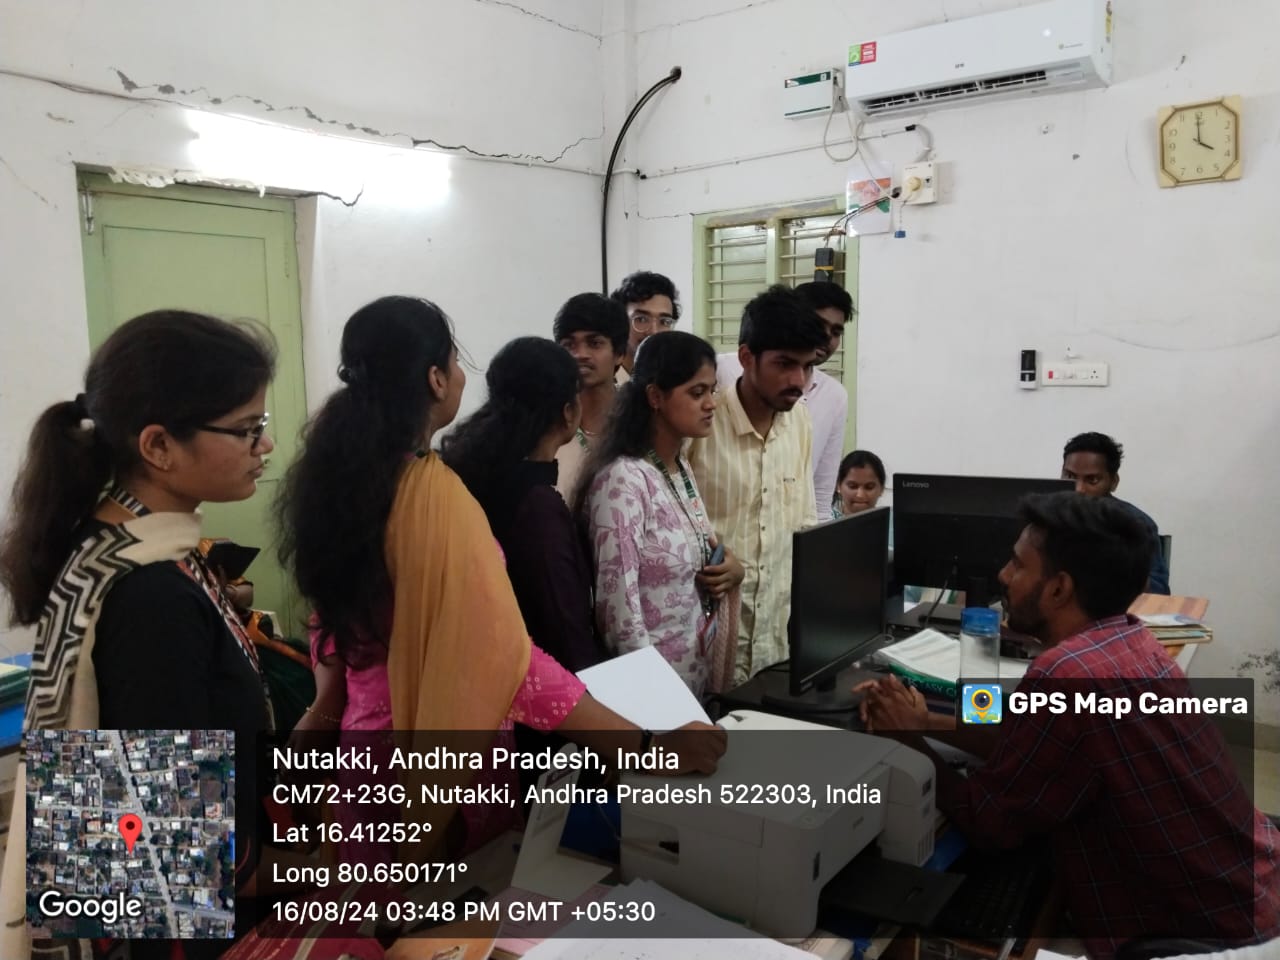 Lenovo
GPS Map Camera
Nutakki, Andhra Pradesh, India
CM72+23G, Nutakki, Andhra Pradesh 522303, India
Lat 16.41252°
Long 80.650171°
16/08/24 03:48 PM GMT +05:30
Google